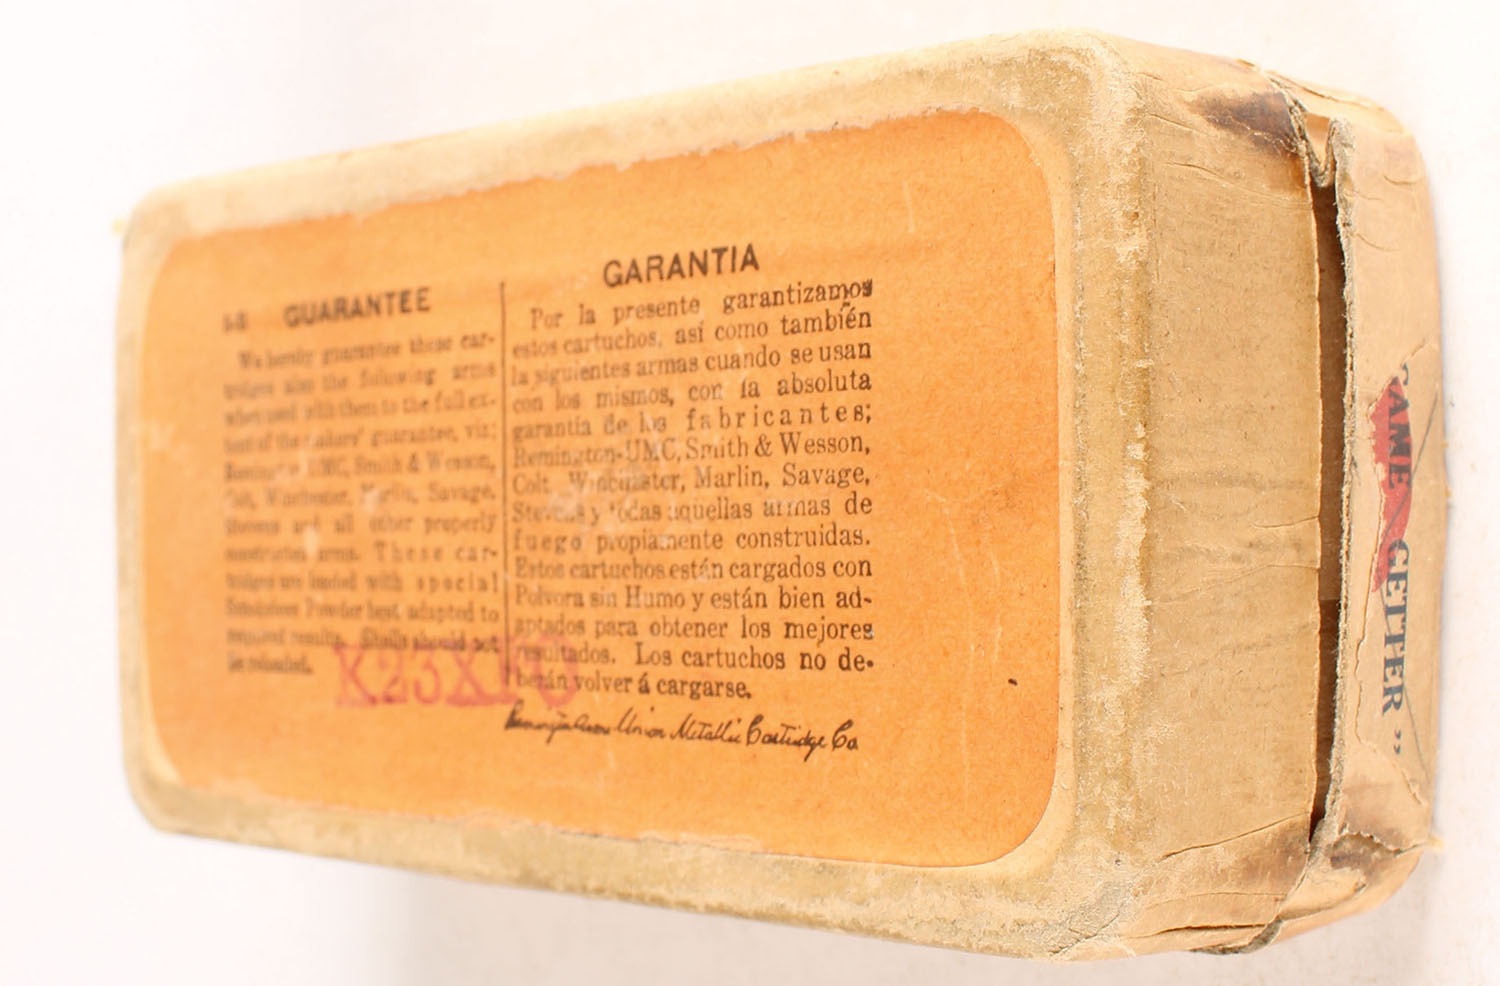 GUARANTEE
We hereby guarantee these car-
tridges also the following arms
when used with them to the full ex-
tent of the makers' guarantee, viz:
Remington-UMC, Smith & Wesson,
Colt, Winchester, Marlin, Savage,
Stevens and all other properly
constructed arms. These car-
tridges are loaded with special
Smokeless Powder best adapted to
required results. Shells should not
be reloaded.
K23X
GARANTIA
Por la presente garantizamos
estos cartuchos, así como también
la siguientes armas cuando se usan
con los mismos, con la absoluta
garantia de los fabricantes;
Remington-UMC, Smith & Wesson,
Colt, Winchester, Marlin, Savage,
Stevens y todas aquellas armas de
fuego propiamente construidas.
Estos cartuchos están cargados con
Polvora sin Humo y están bien ad-
aptados para obtener los mejores
resultados. Los cartuchos no de-
berán volver á cargarse.
Remington Arms Union Metallic Cartridge Co
GAME GETTER"